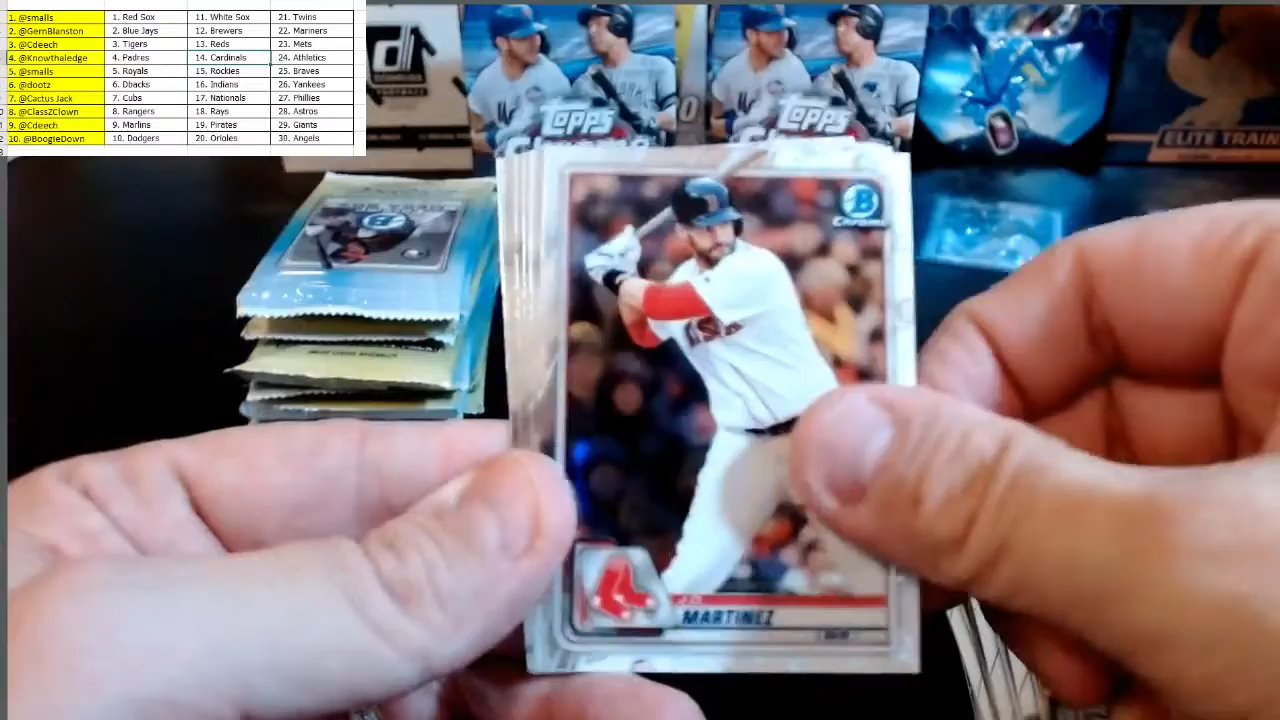 1. @smalls 1. Red Sox 11. White Sox 21. Twins
2. @GernBlanston 2. Blue Jays 12. Brewers 22. Mariners
3. @Cdeech 3. Tigers 13. Reds 23. Mets
4. @Knowthaledge 4. Padres 14. Cardinals 24. Athletics
5. @smalls 5. Royals 15. Rockies 25. Braves
6. @dootz 6. Dbacks 16. Indians 26. Yankees
7. @Cactus Jack 7. Cubs 17. Nationals 27. Phillies
8. @ClassZClown 8. Rangers 18. Rays 28. Astros
9. @Cdeech 9. Marlins 19. Pirates 29. Giants
10. @BoogieDown 10. Dodgers 20. Orioles 30. Angels
Topps
Topps
ELITE TRAIN
B
Chrome
J.D.
MARTINEZ